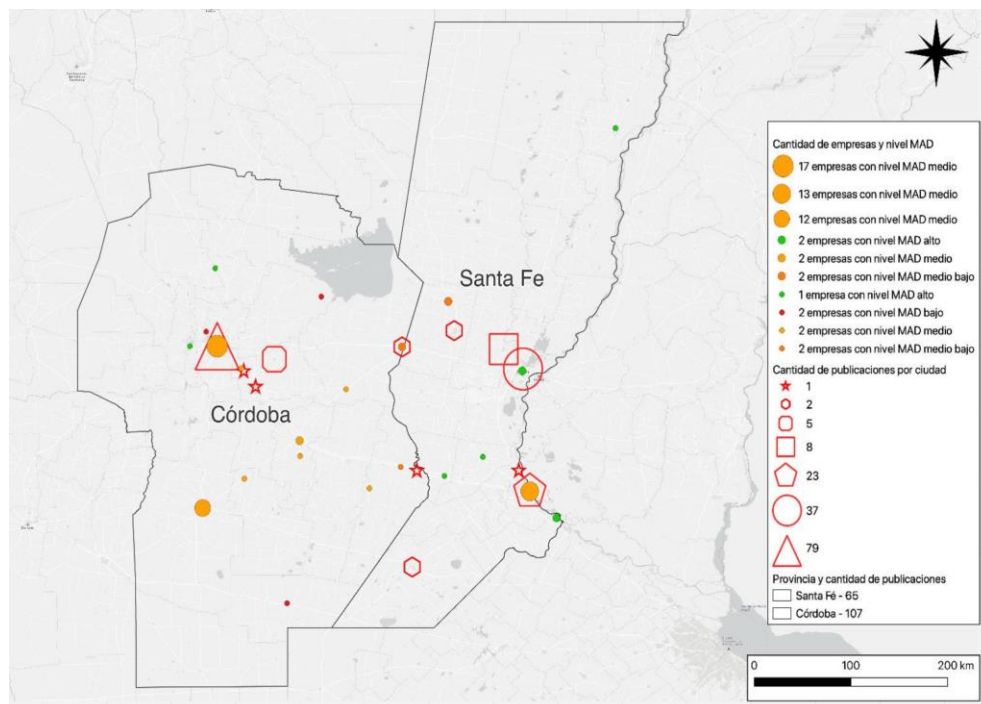 Santa Fe
Córdoba
Cantidad de empresas y nivel MAD
17 empresas con nivel MAD medio
13 empresas con nivel MAD medio
12 empresas con nivel MAD medio
2 empresas con nivel MAD alto
2 empresas con nivel MAD medio
2 empresas con nivel MAD medio bajo
1 empresa con nivel MAD alto
2 empresas con nivel MAD bajo
2 empresas con nivel MAD medio
2 empresas con nivel MAD medio bajo
Cantidad de publicaciones por ciudad
1
2
5
8
23
37
79
Provincia y cantidad de publicaciones
Santa Fé - 65
Córdoba - 107
0 100 200 km